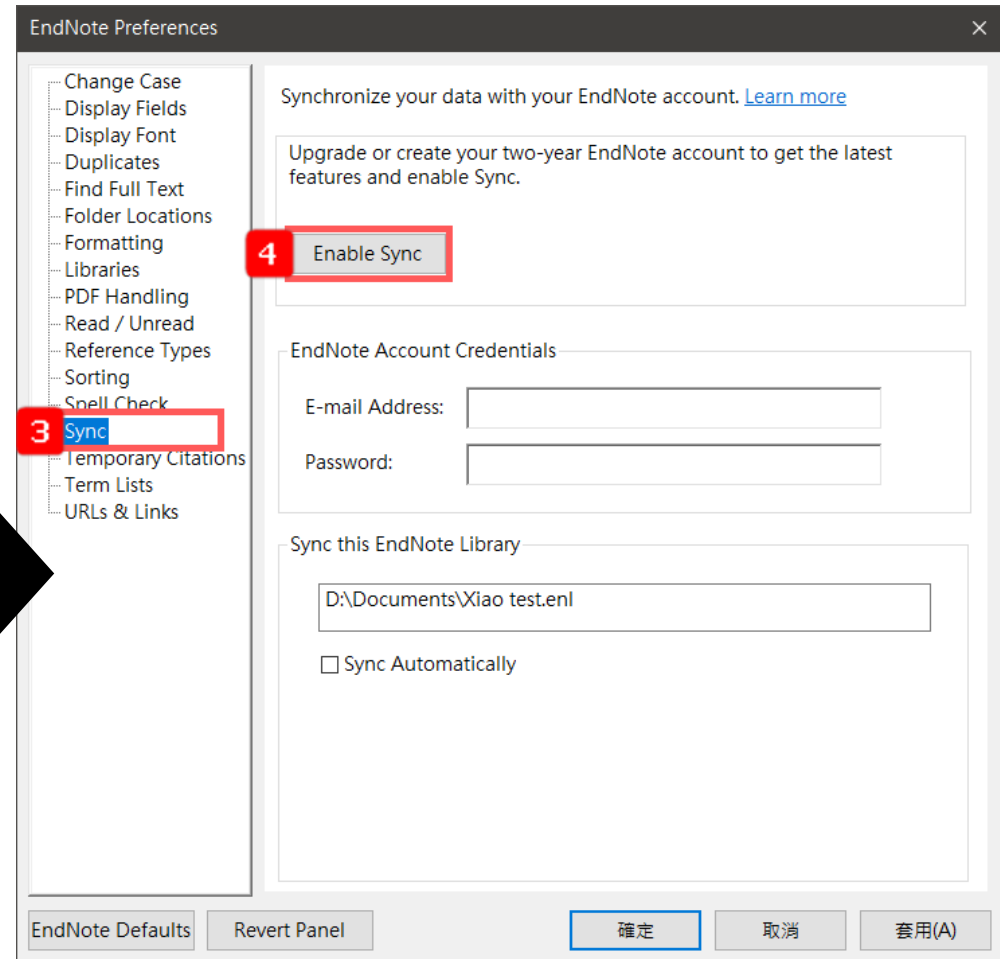 EndNote Preferences
Change Case
Display Fields
Display Font
Duplicates
Find Full Text
Folder Locations
Formatting
Libraries
PDF Handling
Read / Unread
Reference Types
Sorting
Spell Check
3 Sync
Temporary Citations
Term Lists
URLs & Links
Synchronize your data with your EndNote account. Learn more
Upgrade or create your two-year EndNote account to get the latest
features and enable Sync.
4 Enable Sync
EndNote Account Credentials
E-mail Address:
Password:
Sync this EndNote Library
D:\Documents\Xiao test.enl
Sync Automatically
EndNote Defaults
Revert Panel
確定
取消
套用(A)